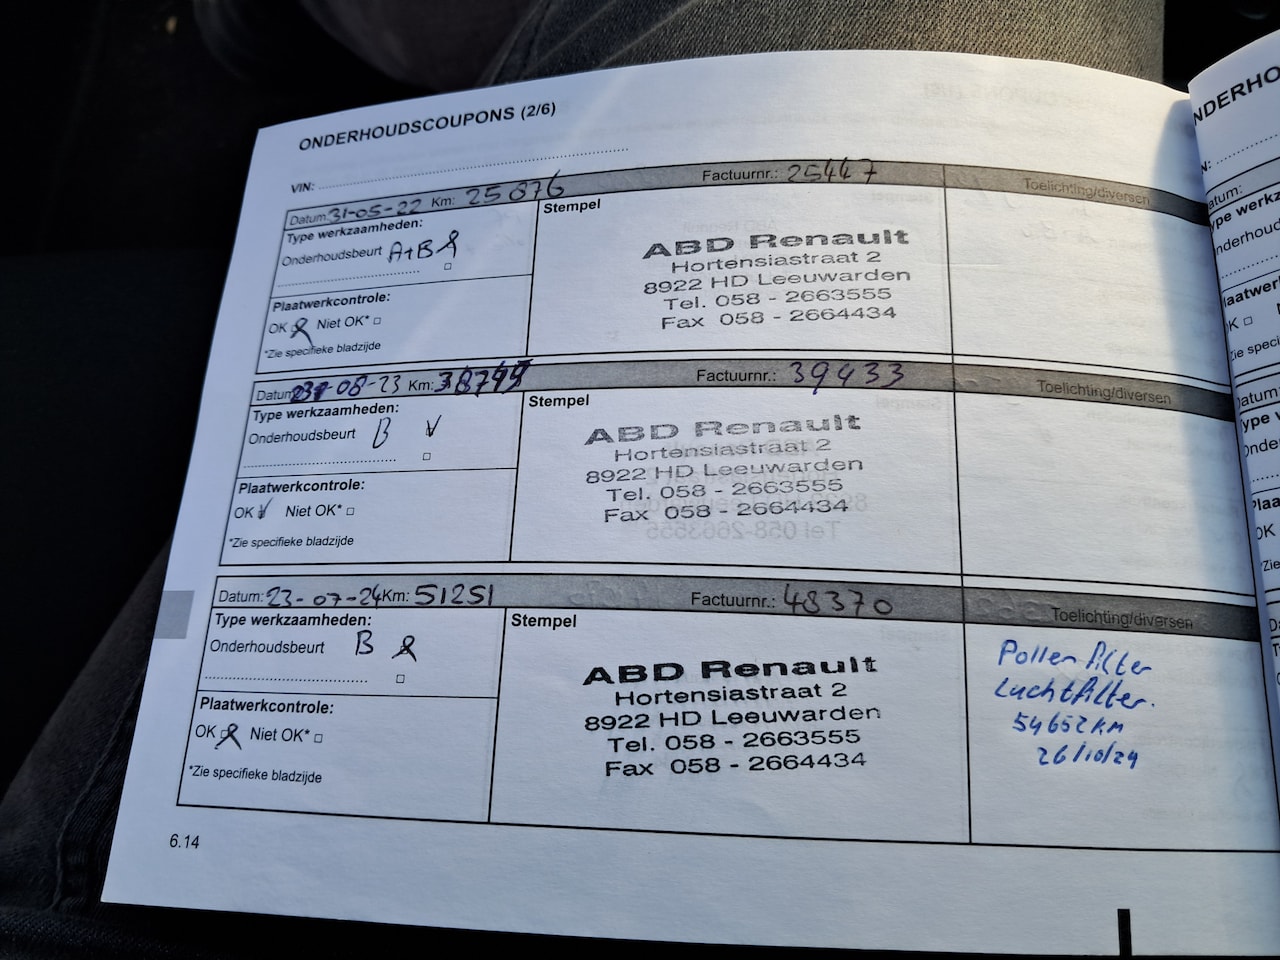 ONDERHOUDSCOUPONS (2/6)
VIN:
Datum: 31-05-22 Km: 25876 Factuurnr.: 25447 Toelichting/diversen
Type werkzaamheden:
Onderhoudsbeurt A+B
Plaatwerkcontrole:
OK Niet OK*
*Zie specifieke bladzijde
Stempel
ABD Renault
Hortensiastraat 2
8922 HD Leeuwarden
Tel. 058 - 2663555
Fax 058 - 2664434
Datum -08-23 Km: Factuurnr.: 39433 Toelichting/diversen
Type werkzaamheden:
Onderhoudsbeurt B
Plaatwerkcontrole:
OK Niet OK*
*Zie specifieke bladzijde
Stempel
ABD Renault
Hortensiastraat 2
8922 HD Leeuwarden
Tel. 058 - 2663555
Fax 058 - 2664434
Datum: 23-07-24 Km: 51251 Factuurnr.: 48370 Toelichting/diversen
Type werkzaamheden:
Onderhoudsbeurt B
Plaatwerkcontrole:
OK Niet OK*
*Zie specifieke bladzijde
Stempel
ABD Renault
Hortensiastraat 2
8922 HD Leeuwarden
Tel. 058 - 2663555
Fax 058 - 2664434
Pollenfilter
Luchtfilter.
54652 KM
26/10/24
6.14